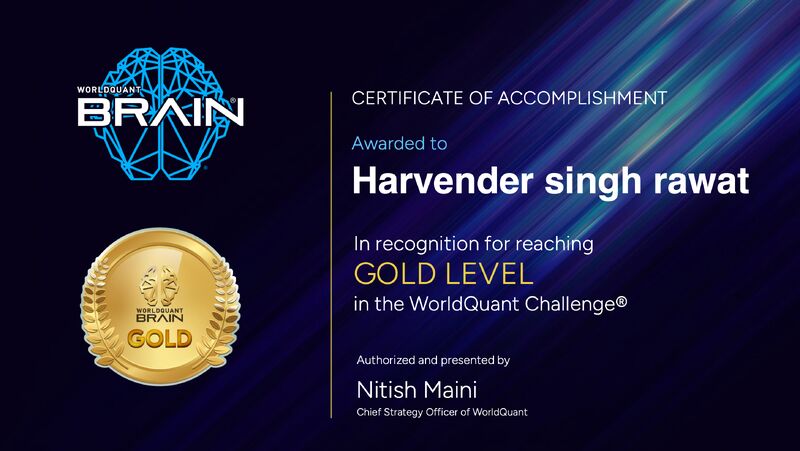 WORLDQUANT
BRAIN®
WORLDQUANT
BRAIN
GOLD
CERTIFICATE OF ACCOMPLISHMENT
Awarded to
Harvender singh rawat
In recognition for reaching
GOLD LEVEL
in the WorldQuant Challenge®
Authorized and presented by
Nitish Maini
Chief Strategy Officer of WorldQuant